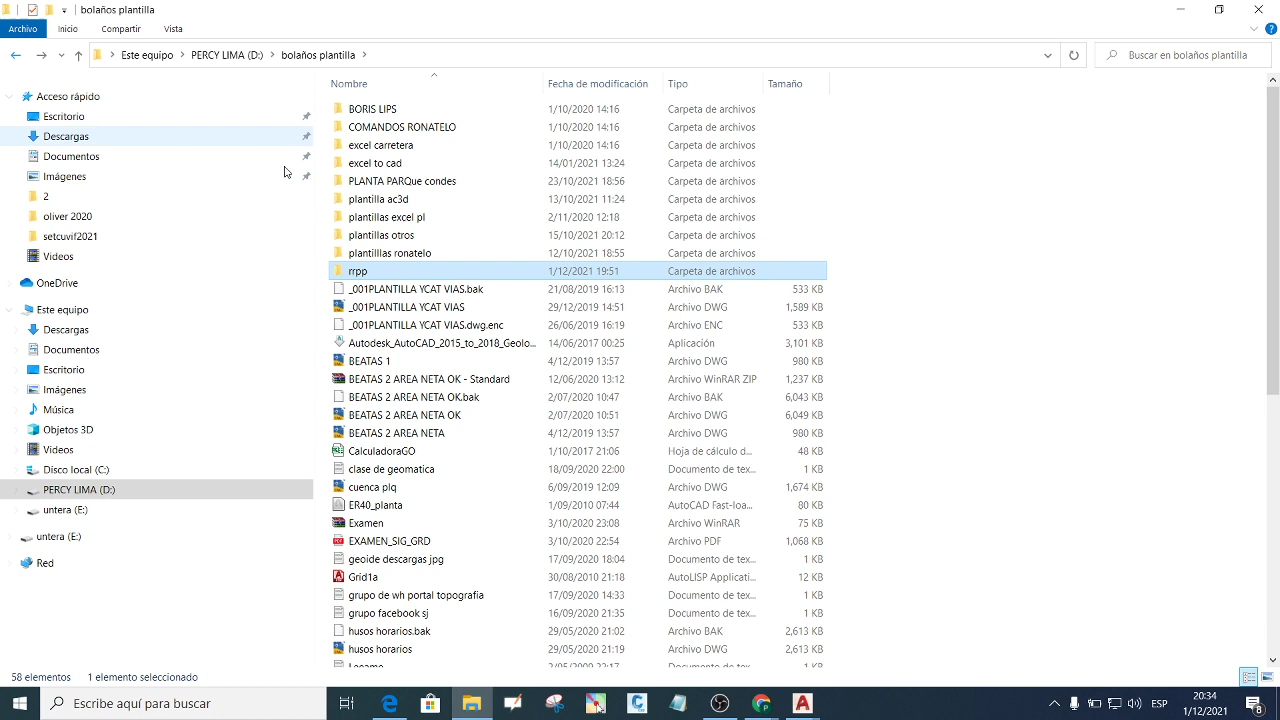 bolaños plantilla
Archivo Inicio Compartir Vista
Este equipo PERCY LIMA (D:) bolaños plantilla Buscar en bolaños plantilla
Nombre Fecha de modificación Tipo Tamaño
Acceso rápido
Escritorio
Descargas
Documentos
Imágenes
2
oliver 2020
setcuvif2021
Videos
OneDrive
Este equipo
Descargas
Documentos
Escritorio
Imágenes
Música
Objetos 3D
Videos
Disco local (C:)
PERCY LIMA (D:)
untera (E:)
untera (E:)
Red
BORIS LIPS 1/10/2020 14:16 Carpeta de archivos
COMANDOS RONATELO 1/10/2020 14:16 Carpeta de archivos
excel carretera 1/10/2020 14:16 Carpeta de archivos
excel to cad 14/01/2021 13:24 Carpeta de archivos
PLANTA PARQue condes 23/10/2021 18:56 Carpeta de archivos
plantilla ac3d 13/10/2021 11:24 Carpeta de archivos
plantillas excel pl 2/11/2020 12:18 Carpeta de archivos
plantillas otros 15/10/2021 20:12 Carpeta de archivos
plantilllas ronatelo 12/10/2021 18:55 Carpeta de archivos
rrpp 1/12/2021 19:51 Carpeta de archivos
_001PLANTILLA YCAT VIAS.bak 21/08/2019 16:13 Archivo BAK 533 KB
_001PLANTILLA YCAT VIAS 29/12/2019 14:51 Archivo DWG 1,589 KB
_001PLANTILLA YCAT VIAS.dwg.enc 26/06/2019 16:19 Archivo ENC 533 KB
Autodesk_AutoCAD_2015_to_2018_Geolo... 14/06/2017 00:25 Aplicación 3,101 KB
BEATAS 1 4/12/2019 13:57 Archivo DWG 980 KB
BEATAS 2 AREA NETA OK - Standard 12/06/2020 13:12 Archivo WinRAR ZIP 1,237 KB
BEATAS 2 AREA NETA OK.bak 2/07/2020 10:47 Archivo BAK 6,043 KB
BEATAS 2 AREA NETA OK 2/07/2020 10:51 Archivo DWG 6,049 KB
BEATAS 2 AREA NETA 4/12/2019 13:57 Archivo DWG 980 KB
CalculadoraGO 1/10/2017 21:06 Hoja de cálculo d... 48 KB
clase de geomatica 18/09/2020 22:00 Documento de tex... 1 KB
cuenca plq 6/09/2019 12:09 Archivo DWG 1,674 KB
ER40_planta 1/09/2010 07:44 AutoCAD Fast-loa... 80 KB
Examen 3/10/2020 23:08 Archivo WinRAR 75 KB
EXAMEN_SIG_GRD 3/10/2020 22:54 Archivo PDF 1,068 KB
geoide descargas jpg 17/09/2020 18:04 Documento de tex... 1 KB
Grid1a 30/08/2010 21:18 AutoLISP Applicati... 12 KB
grupo de wh portal topografia 17/09/2020 14:33 Documento de tex... 1 KB
grupo facebook sj 16/09/2020 21:35 Documento de tex... 1 KB
husos horarios.bak 29/05/2020 21:02 Archivo BAK 2,613 KB
husos horarios 29/05/2020 21:19 Archivo DWG 2,613 KB
58 elementos 1 elemento seleccionado
Escribe aquí para buscar
ESP
20:34
1/12/2021
8